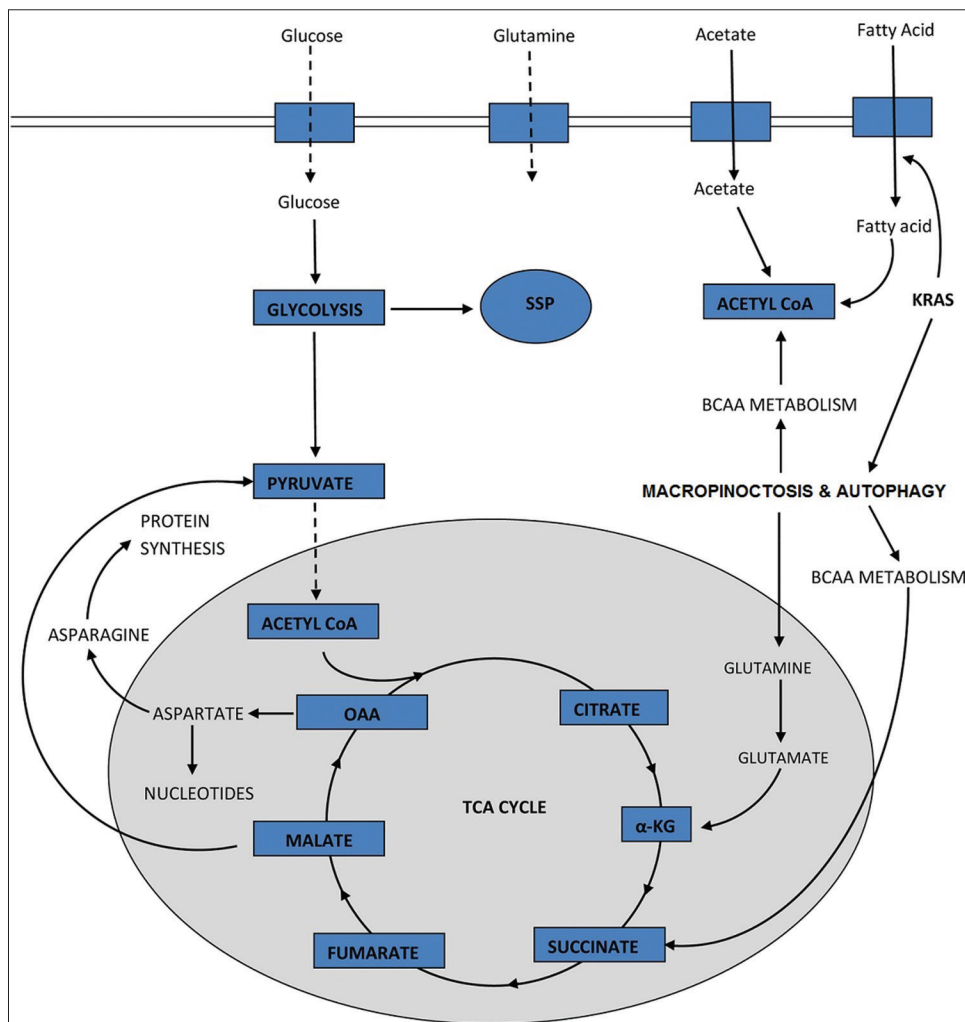 Glucose
Glutamine
Acetate
Fatty Acid
Glucose
Acetate
Fatty acid
GLYCOLYSIS
SSP
ACETYL CoA
KRAS
BCAA METABOLISM
PYRUVATE
MACROPINOCTOSIS & AUTOPHAGY
PROTEIN
SYNTHESIS
BCAA METABOLISM
ACETYL CoA
ASPARAGINE
GLUTAMINE
ASPARTATE
OAA
CITRATE
GLUTAMATE
NUCLEOTIDES
TCA CYCLE
α-KG
MALATE
FUMARATE
SUCCINATE